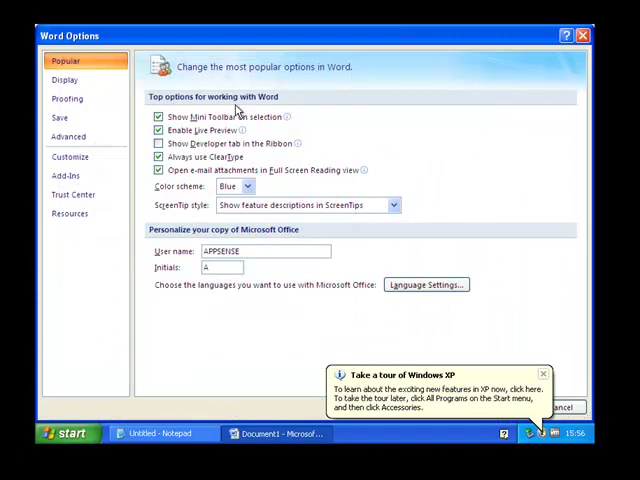 Word Options
Popular
Display
Proofing
Save
Advanced
Customize
Add-Ins
Trust Center
Resources
Change the most popular options in Word.
Top options for working with Word
Show Mini Toolbar on selection
Enable Live Preview
Show Developer tab in the Ribbon
Always use ClearType
Open e-mail attachments in Full Screen Reading view
Color scheme: Blue
ScreenTip style: Show feature descriptions in ScreenTips
Personalize your copy of Microsoft Office
User name: APPSENSE
Initials: A
Choose the languages you want to use with Microsoft Office: Language Settings...
Take a tour of Windows XP
To learn about the exciting new features in XP now, click here.
To take the tour later, click All Programs on the Start menu,
and then click Accessories.
ancel
start
Untitled - Notepad
Document1 - Microsof...
15:56